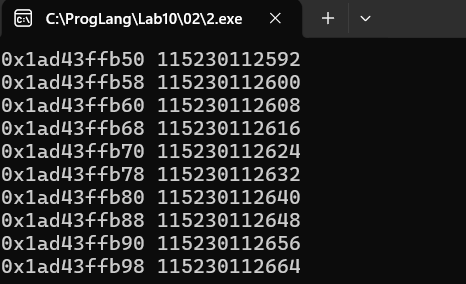 C:\ProgLang\Lab10\02\2.exe
0x1ad43ffb50 115230112592
0x1ad43ffb58 115230112600
0x1ad43ffb60 115230112608
0x1ad43ffb68 115230112616
0x1ad43ffb70 115230112624
0x1ad43ffb78 115230112632
0x1ad43ffb80 115230112640
0x1ad43ffb88 115230112648
0x1ad43ffb90 115230112656
0x1ad43ffb98 115230112664